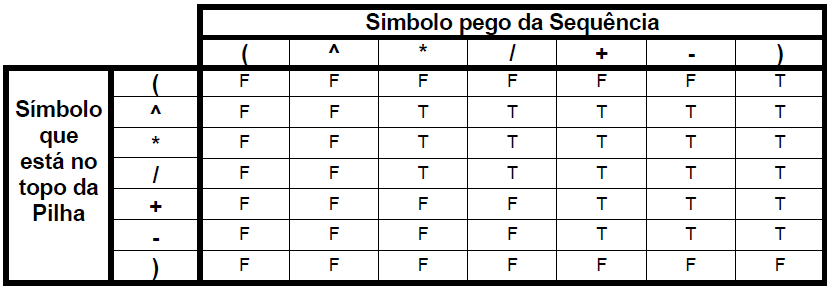 Simbolo pego da Sequência
( ^ * / + - )
Símbolo que está no topo da Pilha
( F F F F F F T
^ F F T T T T T
* F F T T T T T
/ F F T T T T T
+ F F F F T T T
- F F F F T T T
) F F F F F F F